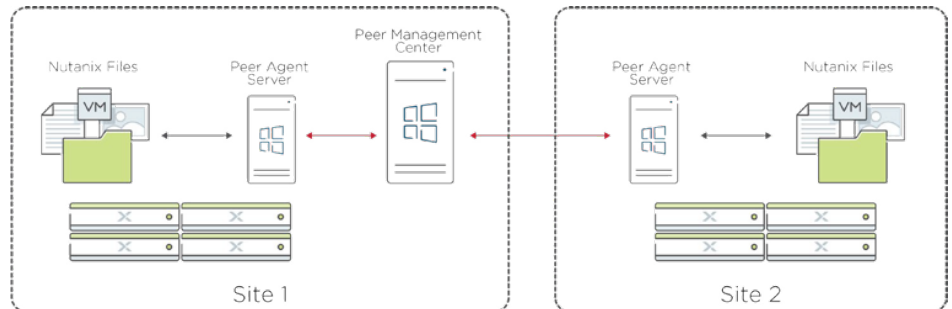 Peer Management
Center
Nutanix Files
Peer Agent
Server
Peer Agent
Server
Nutanix Files
VM
VM
X
X
X
X
X
X
X
X
Site 1
Site 2